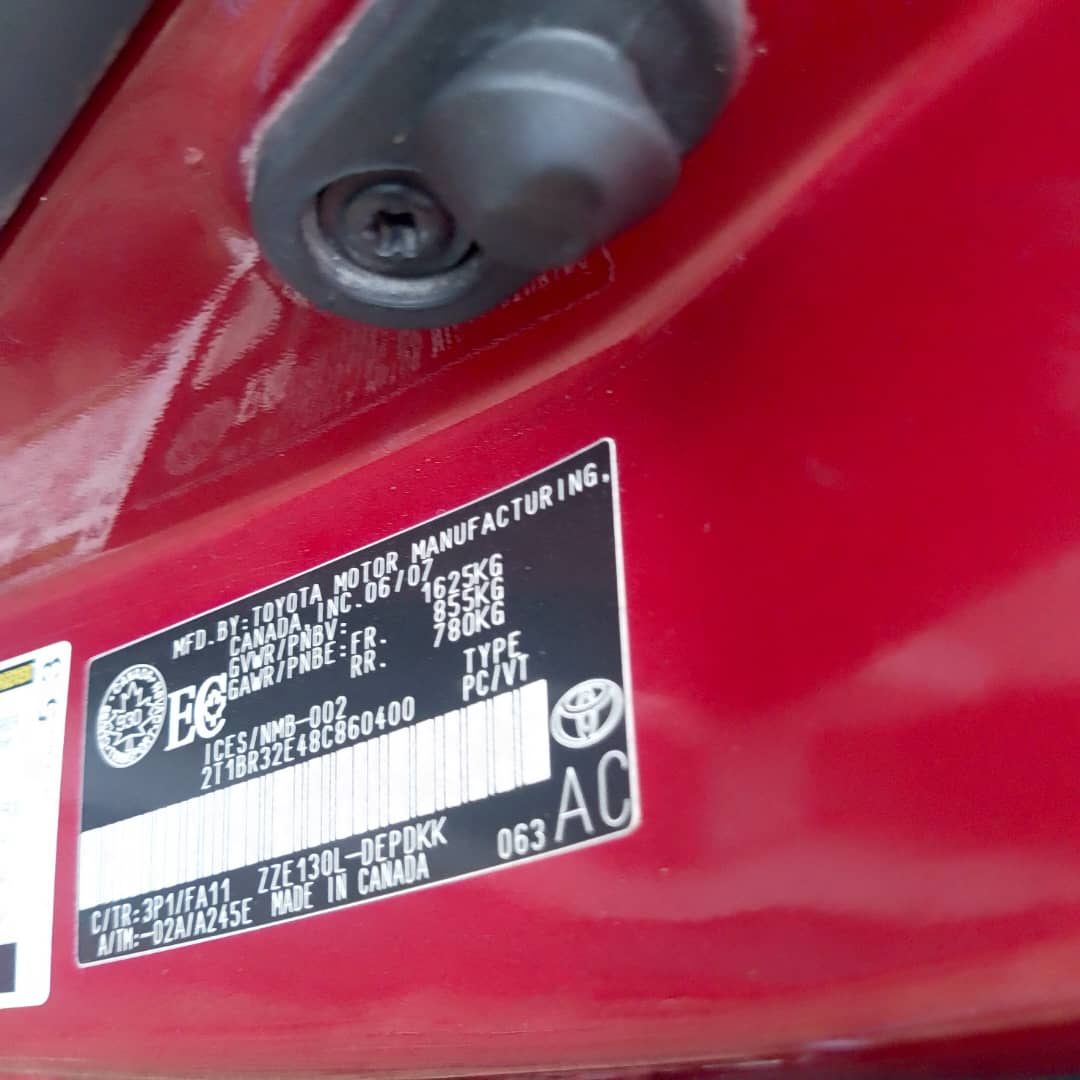 MFD. BY: TOYOTA MOTOR MANUFACTURING,
CANADA, INC. 06/07
GVWR/PNBV: 1625KG
GAWR/PNBE: FR. 855KG
RR. 780KG
EC
TYPE
ICES/NMB-002 PC/VT
2T1BR32E48C860400
AC
063
C/TR:3P1/FA11 ZZE130L-DEPDKK
A/TM:-02A/A245E MADE IN CANADA